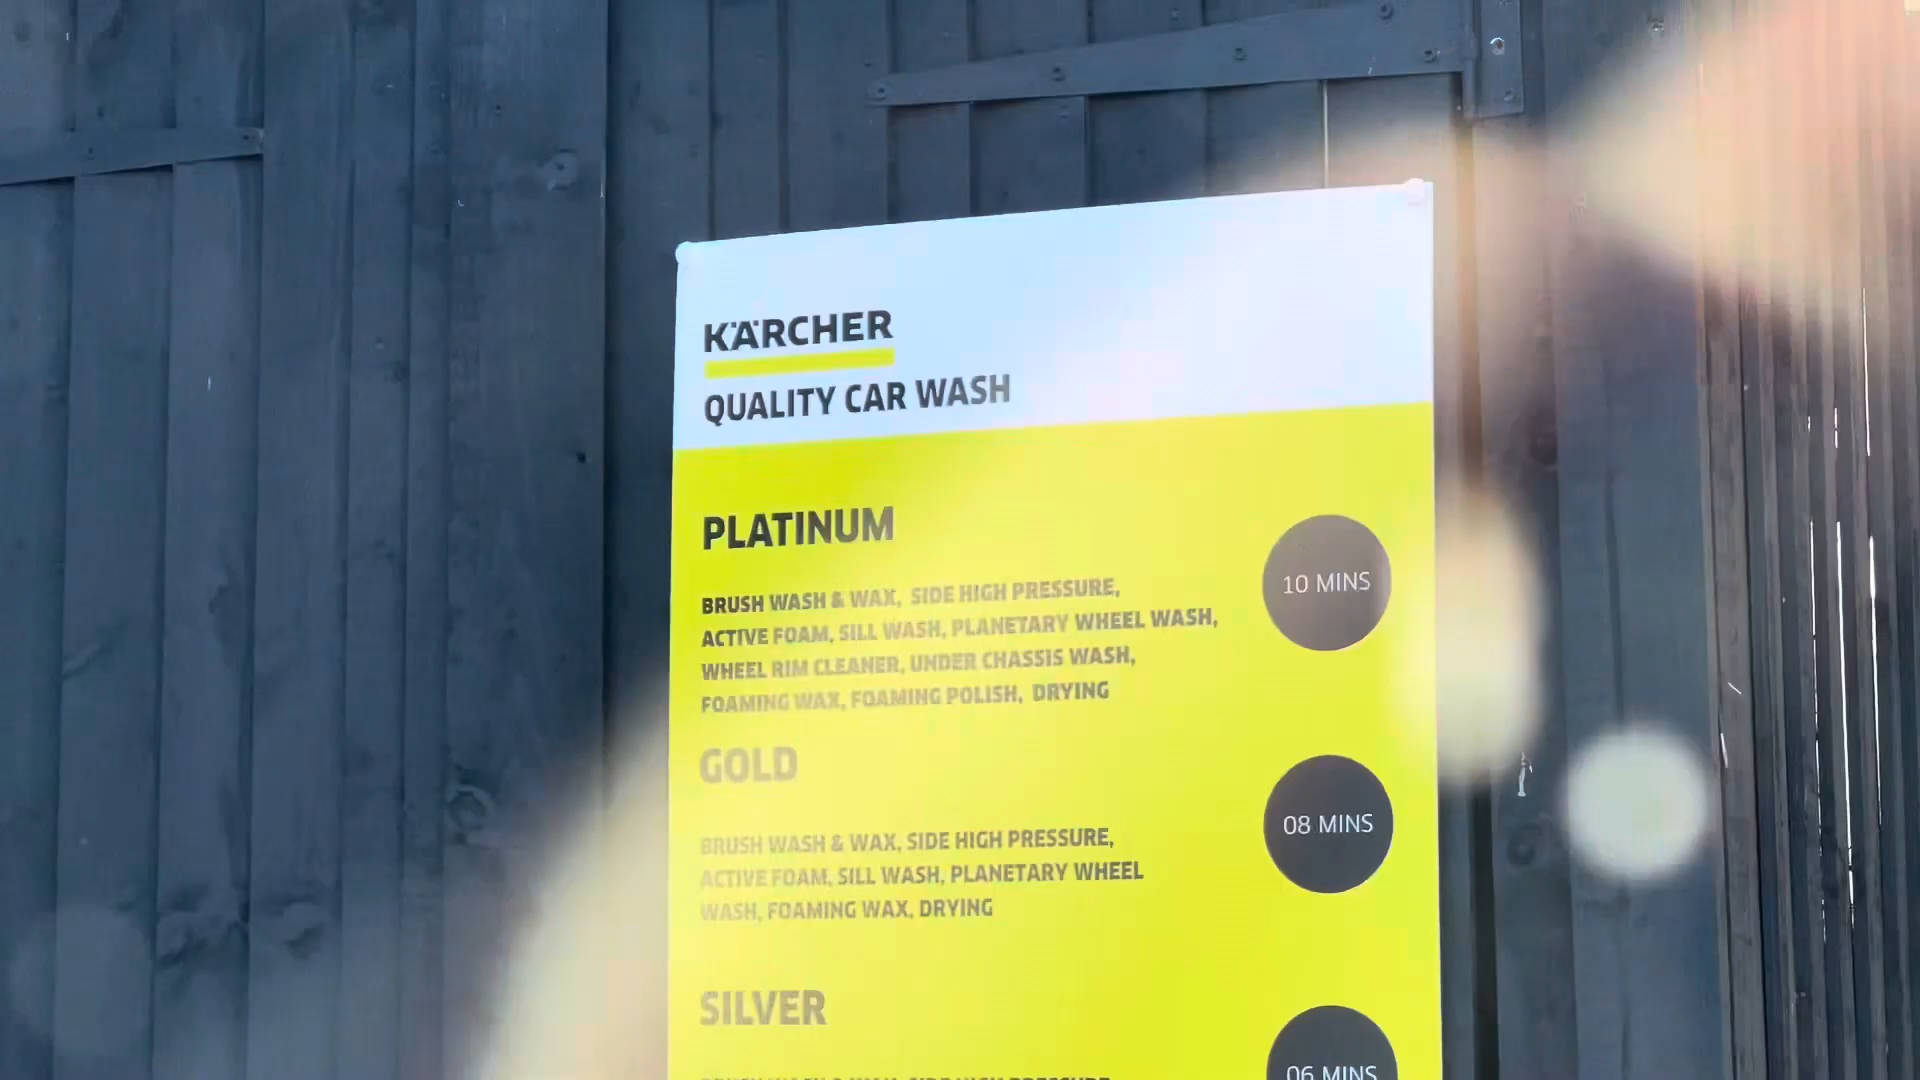 KÄRCHER
QUALITY CAR WASH
PLATINUM
BRUSH WASH & WAX, SIDE HIGH PRESSURE,
ACTIVE FOAM, SILL WASH, PLANETARY WHEEL WASH,
WHEEL RIM CLEANER, UNDER CHASSIS WASH,
FOAMING WAX, FOAMING POLISH, DRYING
10 MINS
GOLD
BRUSH WASH & WAX, SIDE HIGH PRESSURE,
ACTIVE FOAM, SILL WASH, PLANETARY WHEEL
WASH, FOAMING WAX, DRYING
08 MINS
SILVER
06 MINS